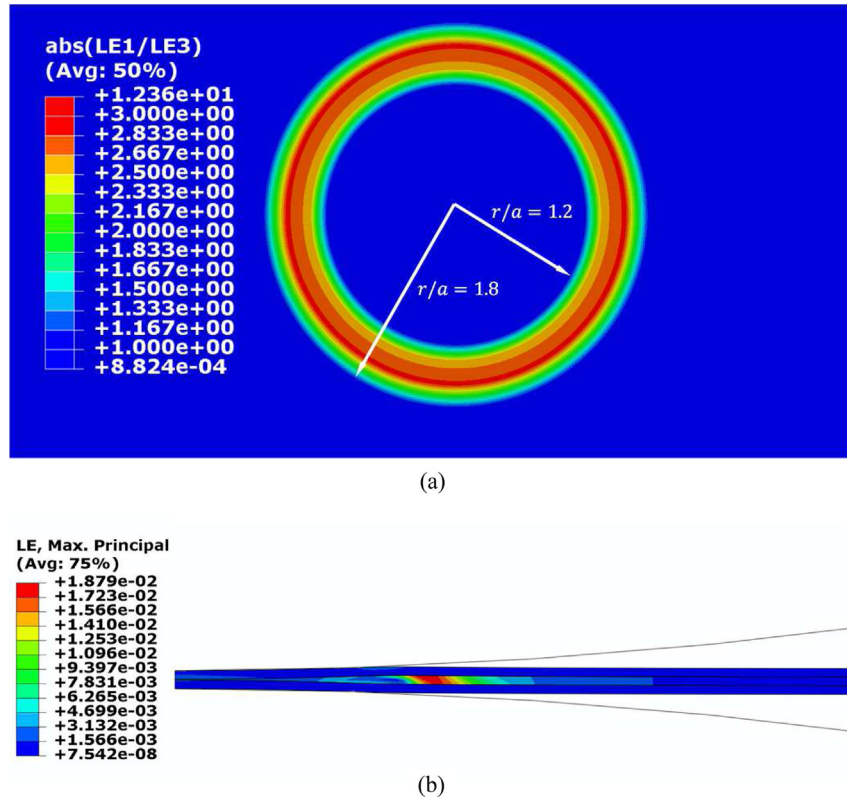 abs(LE1/LE3)
(Avg: 50%)
+1.236e+01
+3.000e+00
+2.833e+00
+2.667e+00
+2.500e+00
+2.333e+00
+2.167e+00
+2.000e+00
+1.833e+00
+1.667e+00
+1.500e+00
+1.333e+00
+1.167e+00
+1.000e+00
+8.824e-04
r/a = 1.2
r/a = 1.8
(a)
LE, Max. Principal
(Avg: 75%)
+1.879e-02
+1.723e-02
+1.566e-02
+1.410e-02
+1.253e-02
+1.096e-02
+9.397e-03
+7.831e-03
+6.265e-03
+4.699e-03
+3.132e-03
+1.566e-03
+7.542e-08
(b)